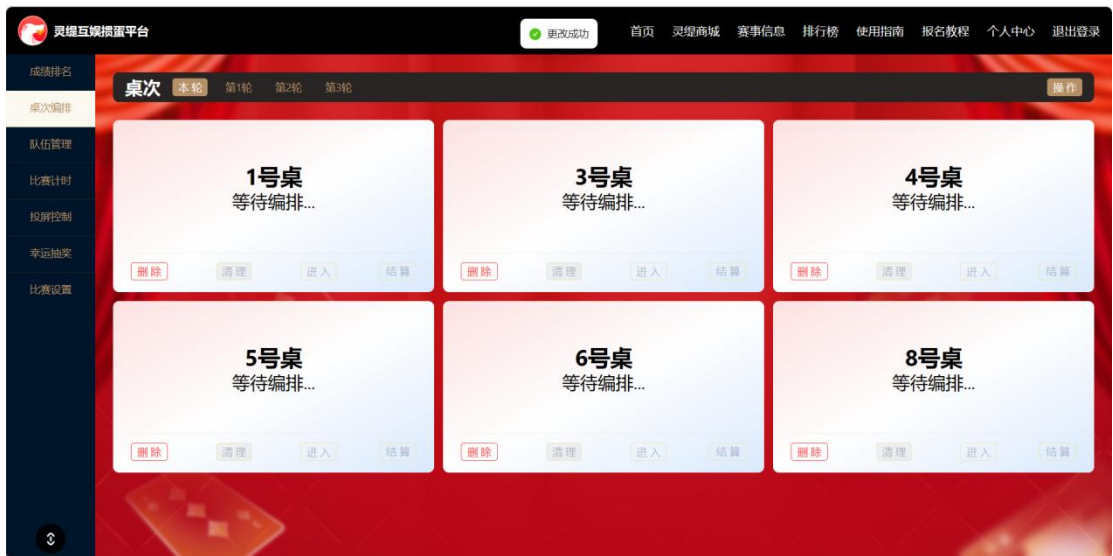 灵缇互娱掼蛋平台
更改成功
首页 灵缇商城 赛事信息 排行榜 使用指南 报名教程 个人中心 退出登录
成绩排名
桌次编排
队伍管理
比赛计时
投屏控制
幸运抽奖
比赛设置
桌次 本轮 第1轮 第2轮 第3轮 操作
1号桌
等待编排...
删除 清理 进入 结算
3号桌
等待编排...
删除 清理 进入 结算
4号桌
等待编排...
删除 清理 进入 结算
5号桌
等待编排...
删除 清理 进入 结算
6号桌
等待编排...
删除 清理 进入 结算
8号桌
等待编排...
删除 清理 进入 结算